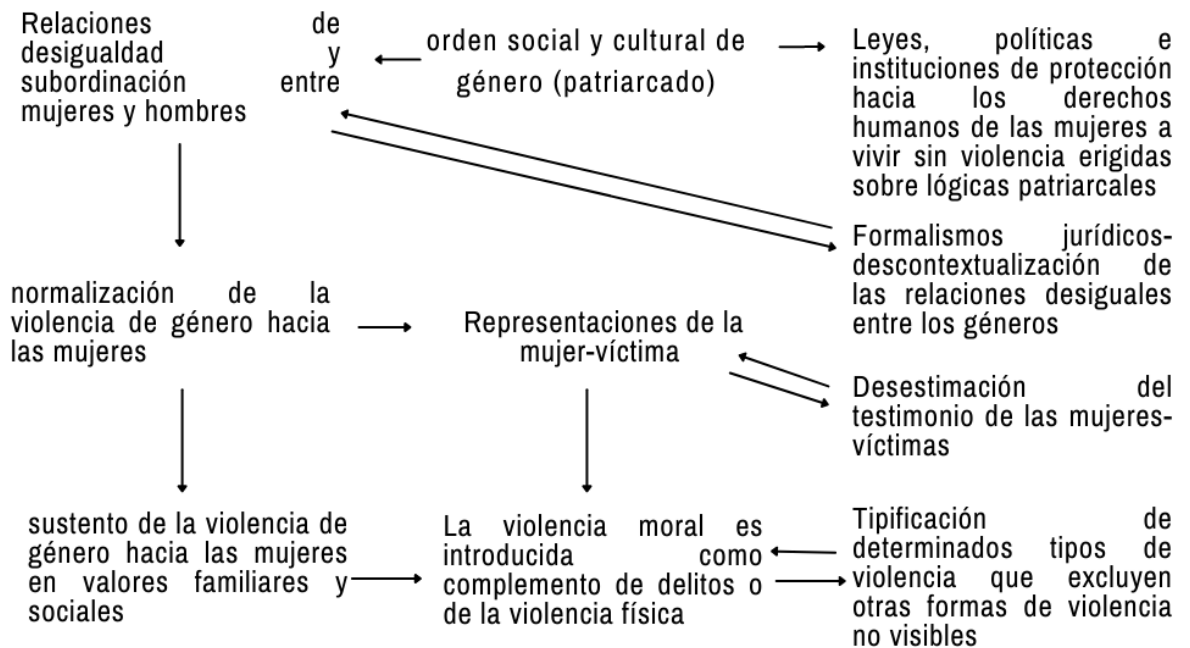 Relaciones de
desigualdad y
subordinación entre
mujeres y hombres
orden social y cultural de
género (patriarcado)
Leyes, políticas e
instituciones de protección
hacia los derechos
humanos de las mujeres a
vivir sin violencia erigidas
sobre lógicas patriarcales
Formalismos jurídicos-
descontextualización de
las relaciones desiguales
entre los géneros
normalización de la
violencia de género hacia
las mujeres
Representaciones de la
mujer-víctima
Desestimación del
testimonio de las mujeres-
víctimas
sustento de la violencia de
género hacia las mujeres
en valores familiares y
sociales
La violencia moral es
introducida como
complemento de delitos o
de la violencia física
Tipificación de
determinados tipos de
violencia que excluyen
otras formas de violencia
no visibles